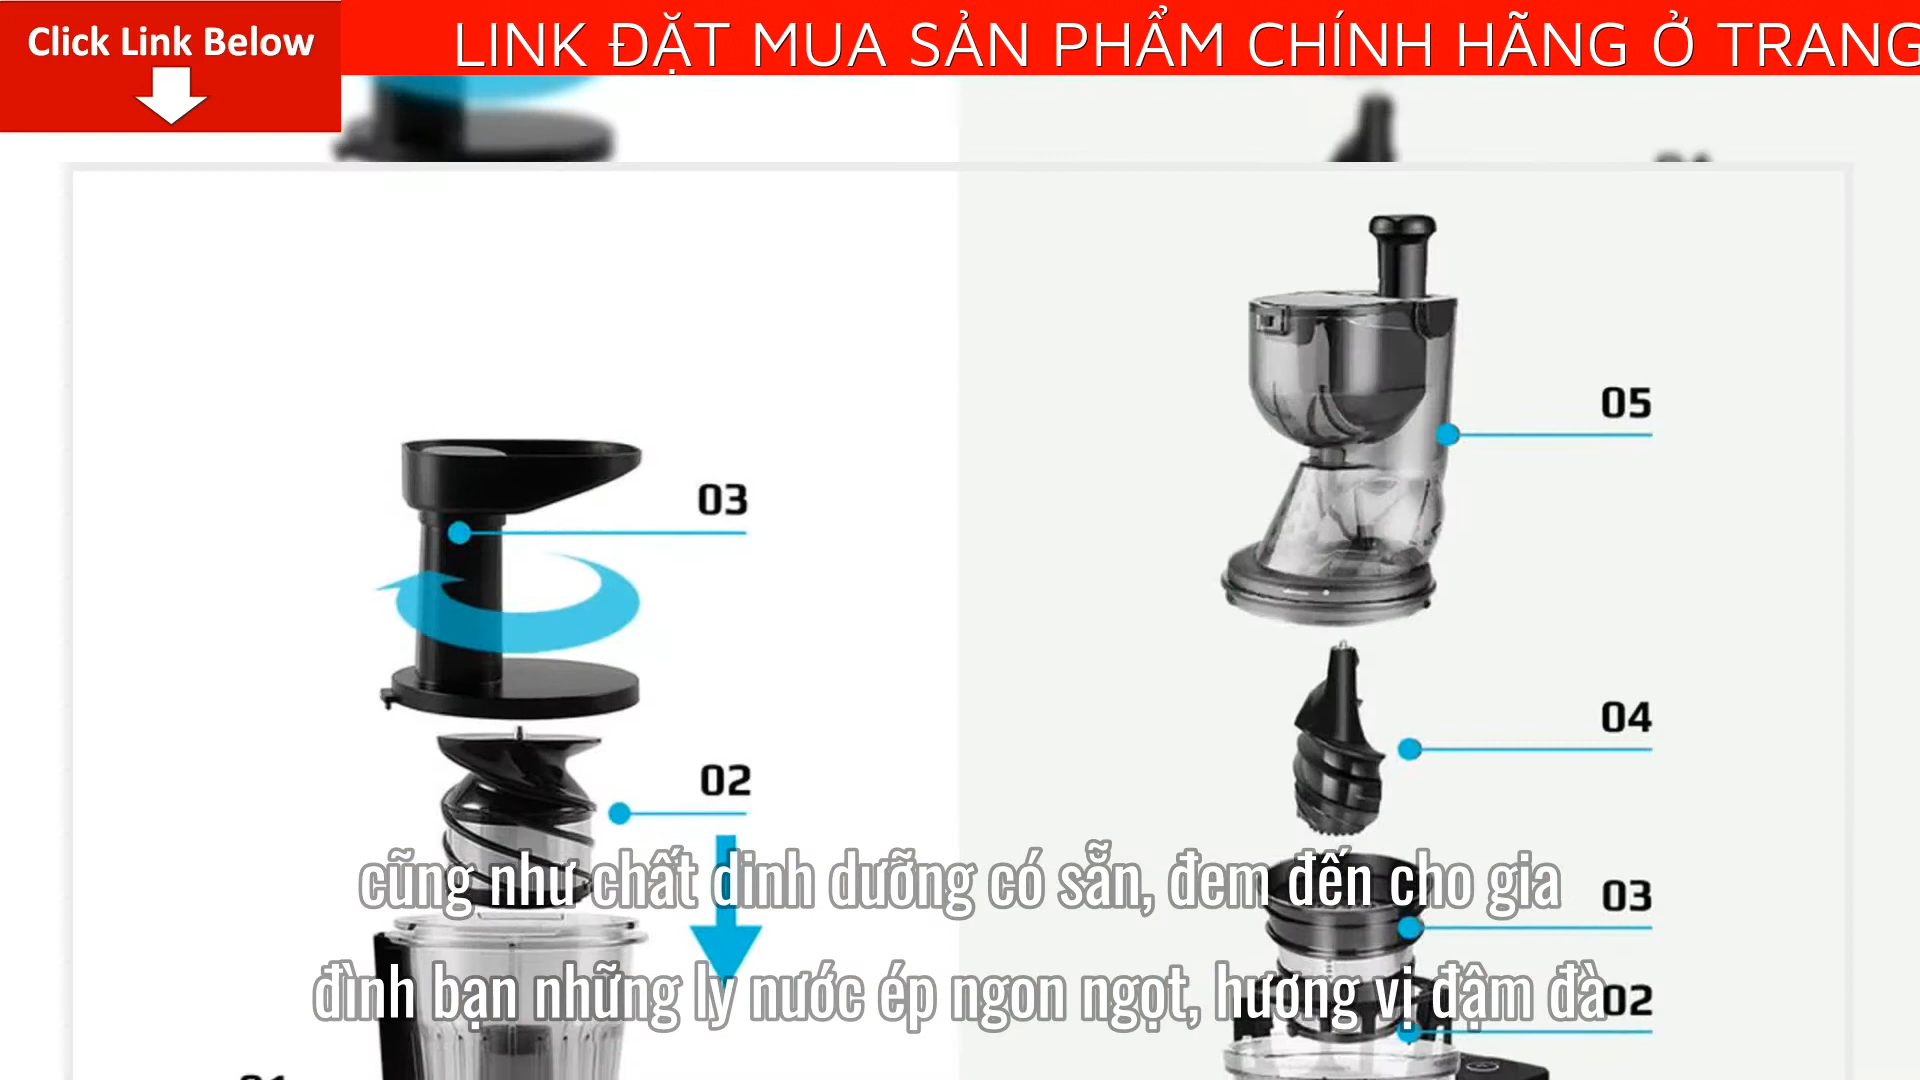 Click Link Below
LINK ĐẶT MUA SẢN PHẨM CHÍNH HÃNG Ở TRANG
05
03
04
02
cũng như chất dinh dưỡng có sẵn, đem đến cho gia
03
đình bạn những ly nước ép ngon ngọt, hương vị đậm đà
02